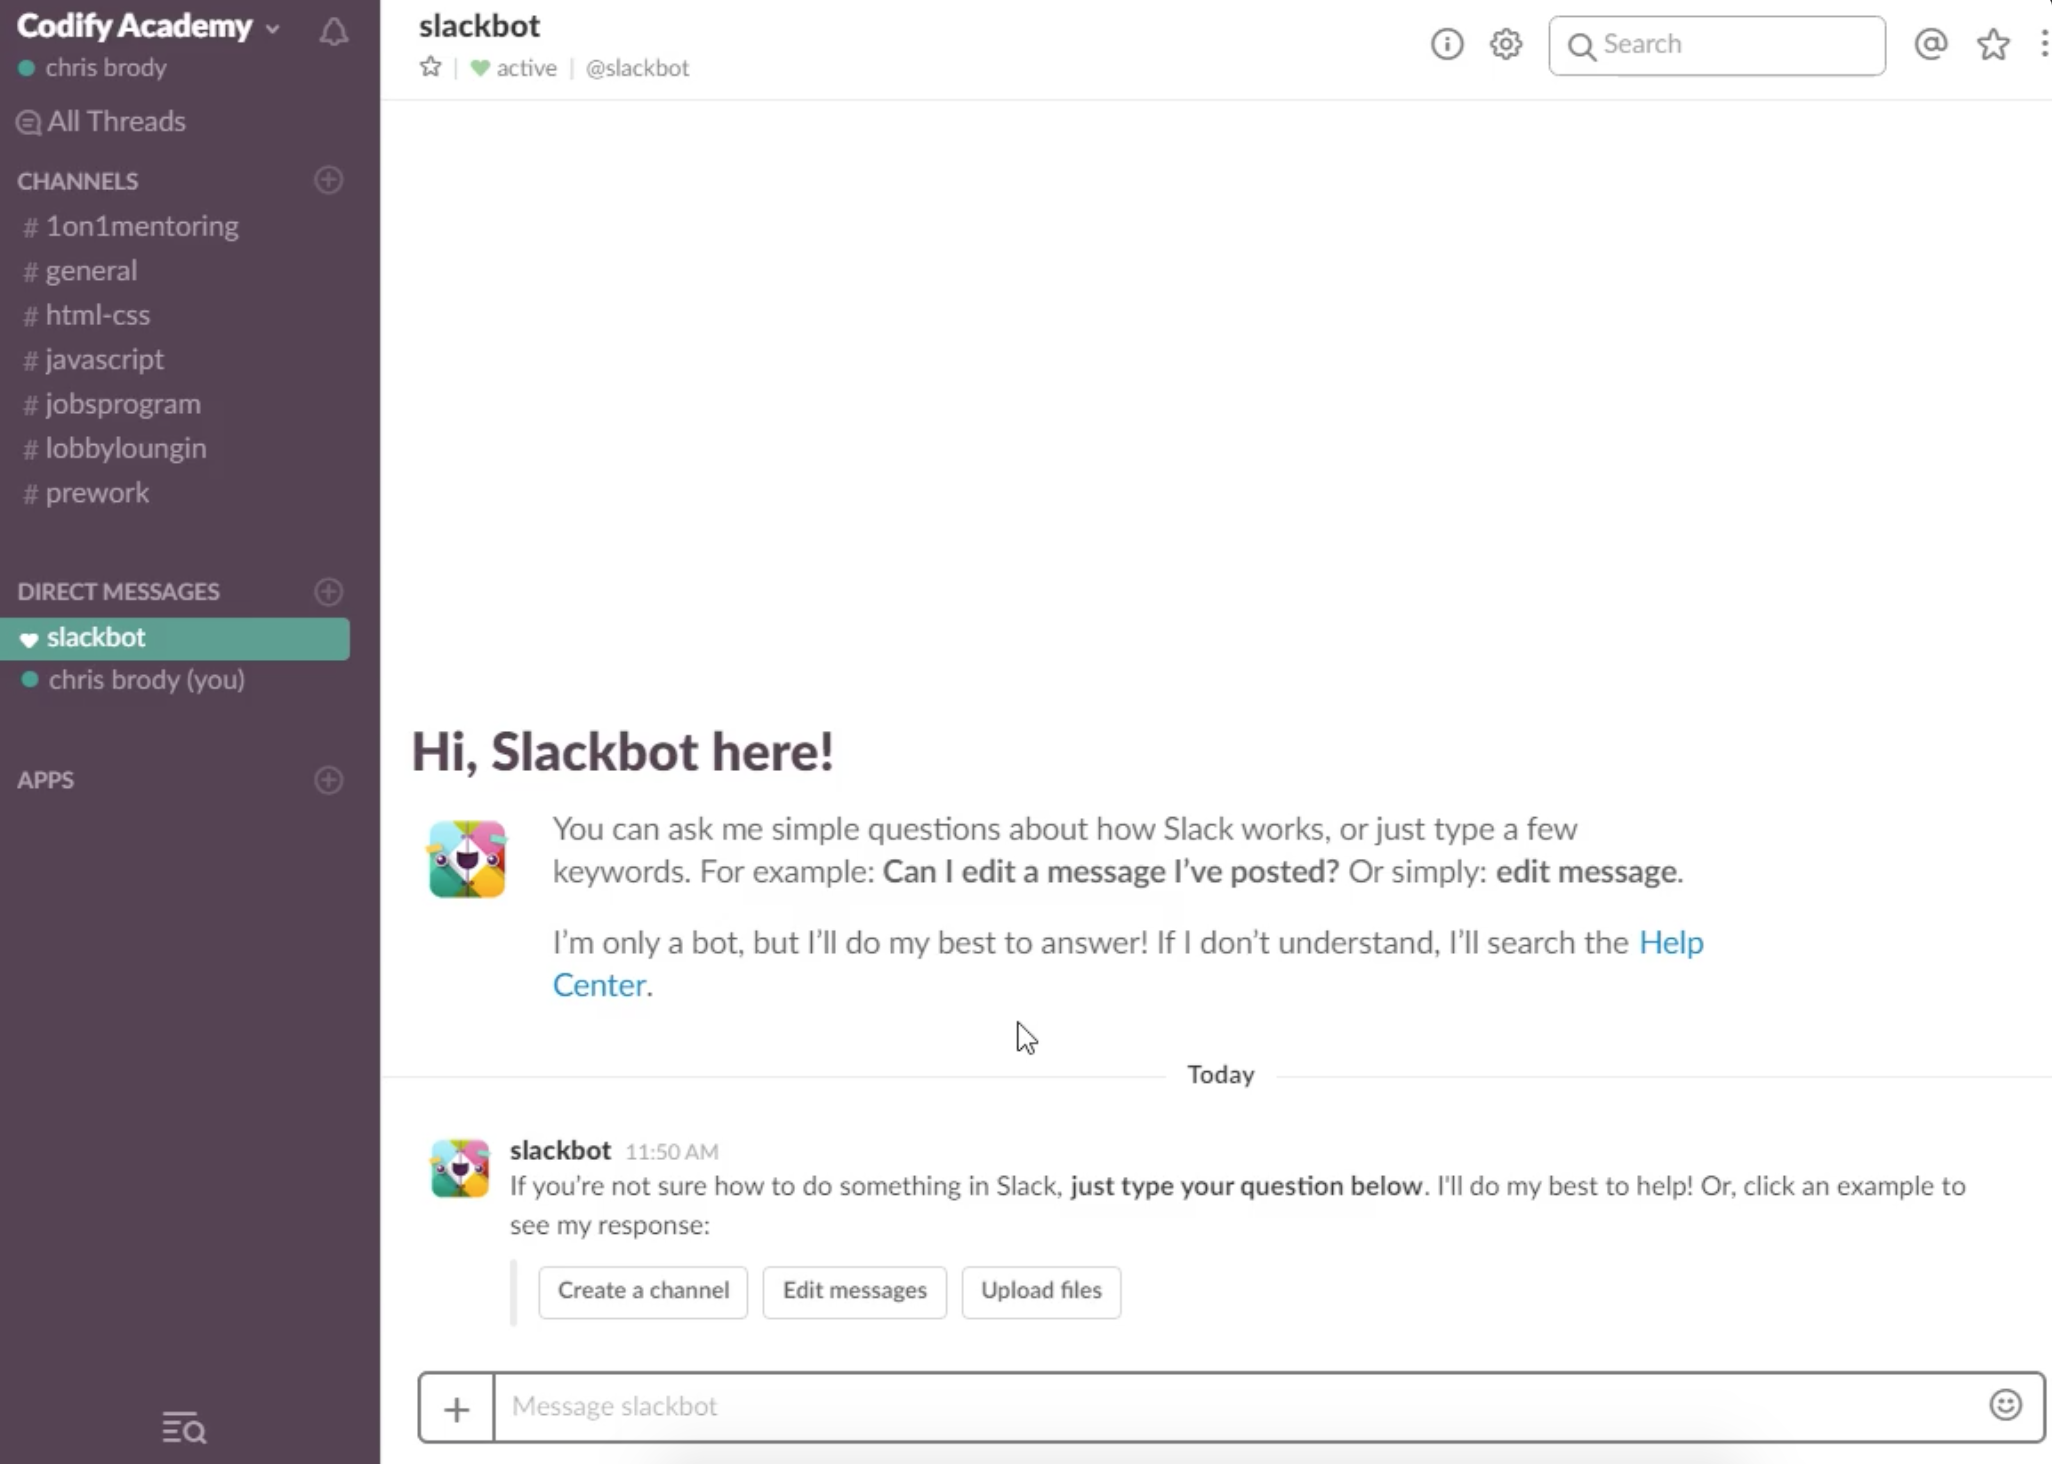 Codify Academy
chris brody
All Threads
CHANNELS
# 1on1mentoring
# general
# html-css
# javascript
# jobsprogram
# lobbyloungin
# prework
DIRECT MESSAGES
slackbot
chris brody (you)
APPS
slackbot
active | @slackbot
Search
Hi, Slackbot here!
You can ask me simple questions about how Slack works, or just type a few
keywords. For example: Can I edit a message I’ve posted? Or simply: edit message.
I’m only a bot, but I’ll do my best to answer! If I don’t understand, I’ll search the Help
Center.
Today
slackbot 11:50 AM
If you’re not sure how to do something in Slack, just type your question below. I'll do my best to help! Or, click an example to
see my response:
Create a channel Edit messages Upload files
Message slackbot